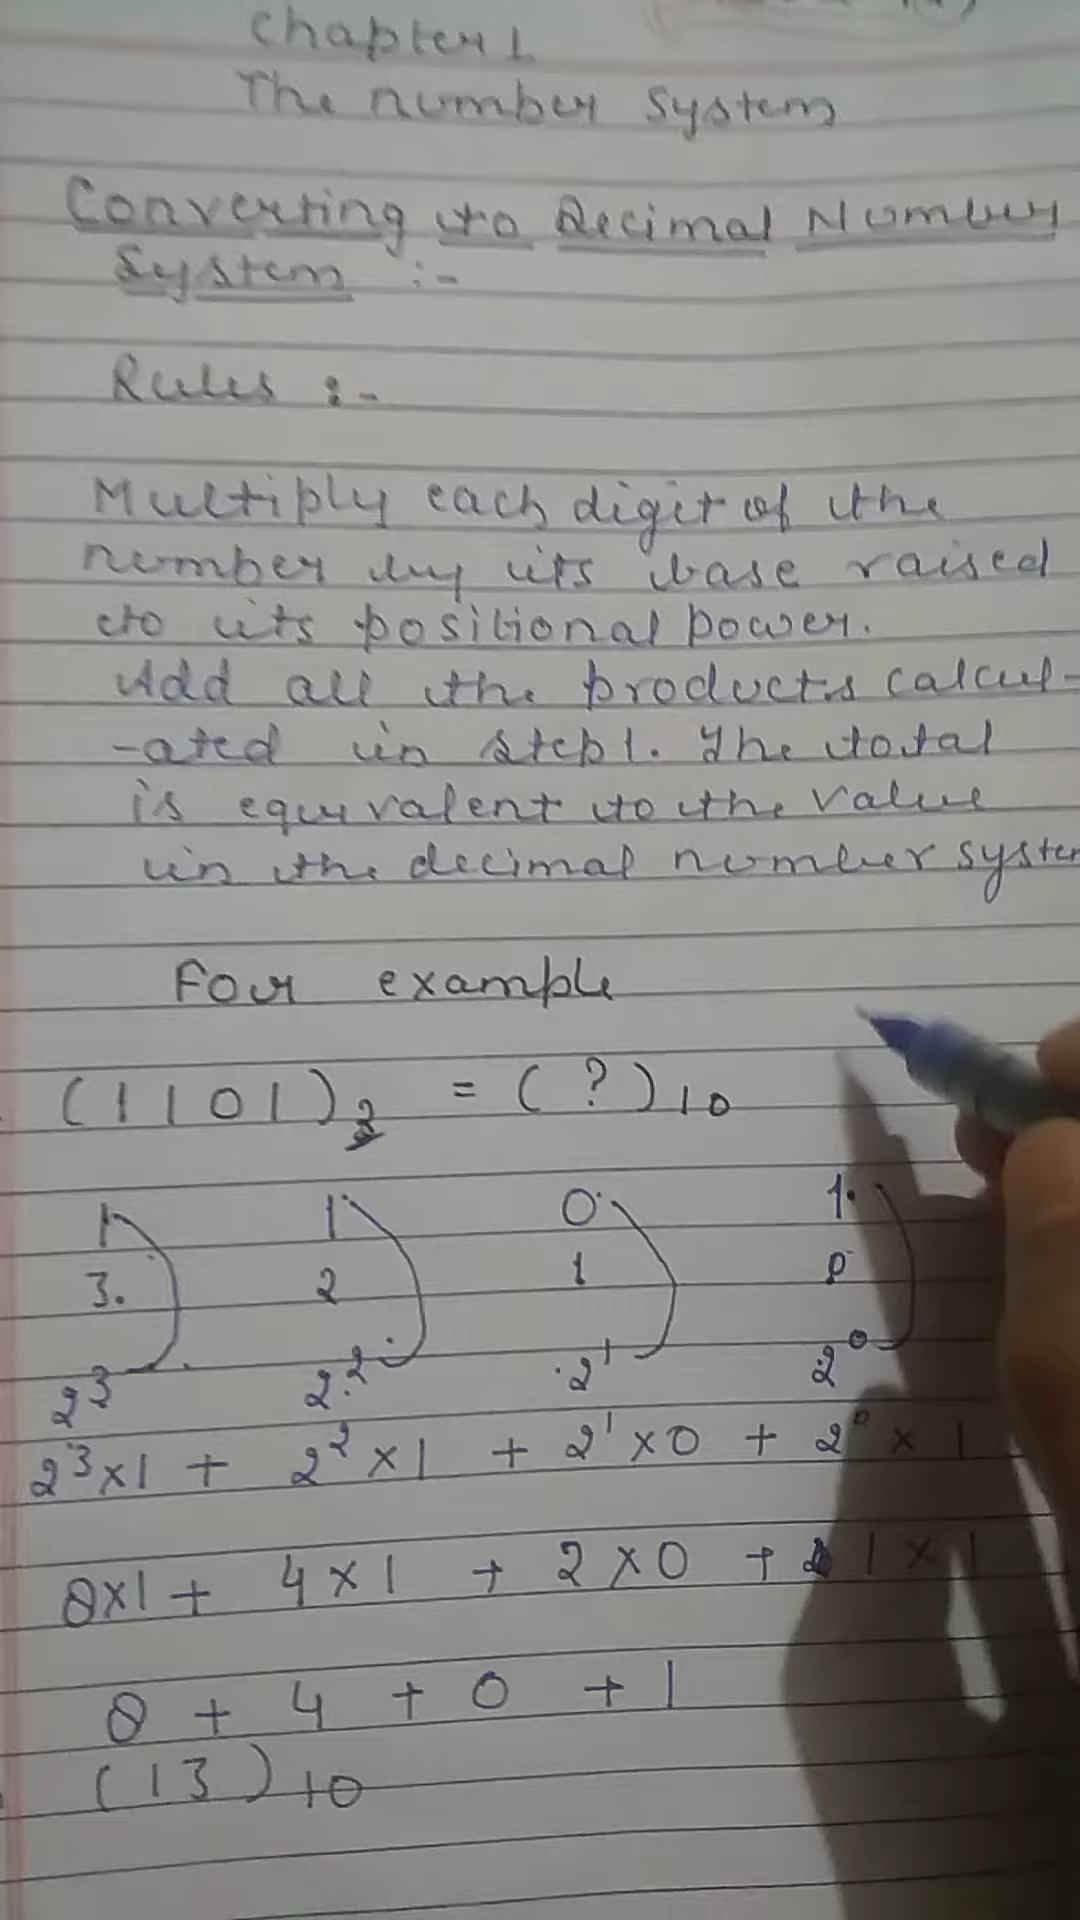 Chapter 1
The number System
Converting to Decimal Number
System :-
Rules :-
Multiply each digit of the
number by its base raised
to its positional power.
Add all the products calcul-
-ated in step 1. The total
is equivalent to the value
in the decimal number system
For example
(1101)₂ = (?)₁₀
1 1 0 1
3 2 1 0
2³ 2² 2¹ 2⁰
2³×1 + 2²×1 + 2¹×0 + 2⁰×1
8×1 + 4×1 + 2×0 + 1×1
8 + 4 + 0 + 1
(13)₁₀